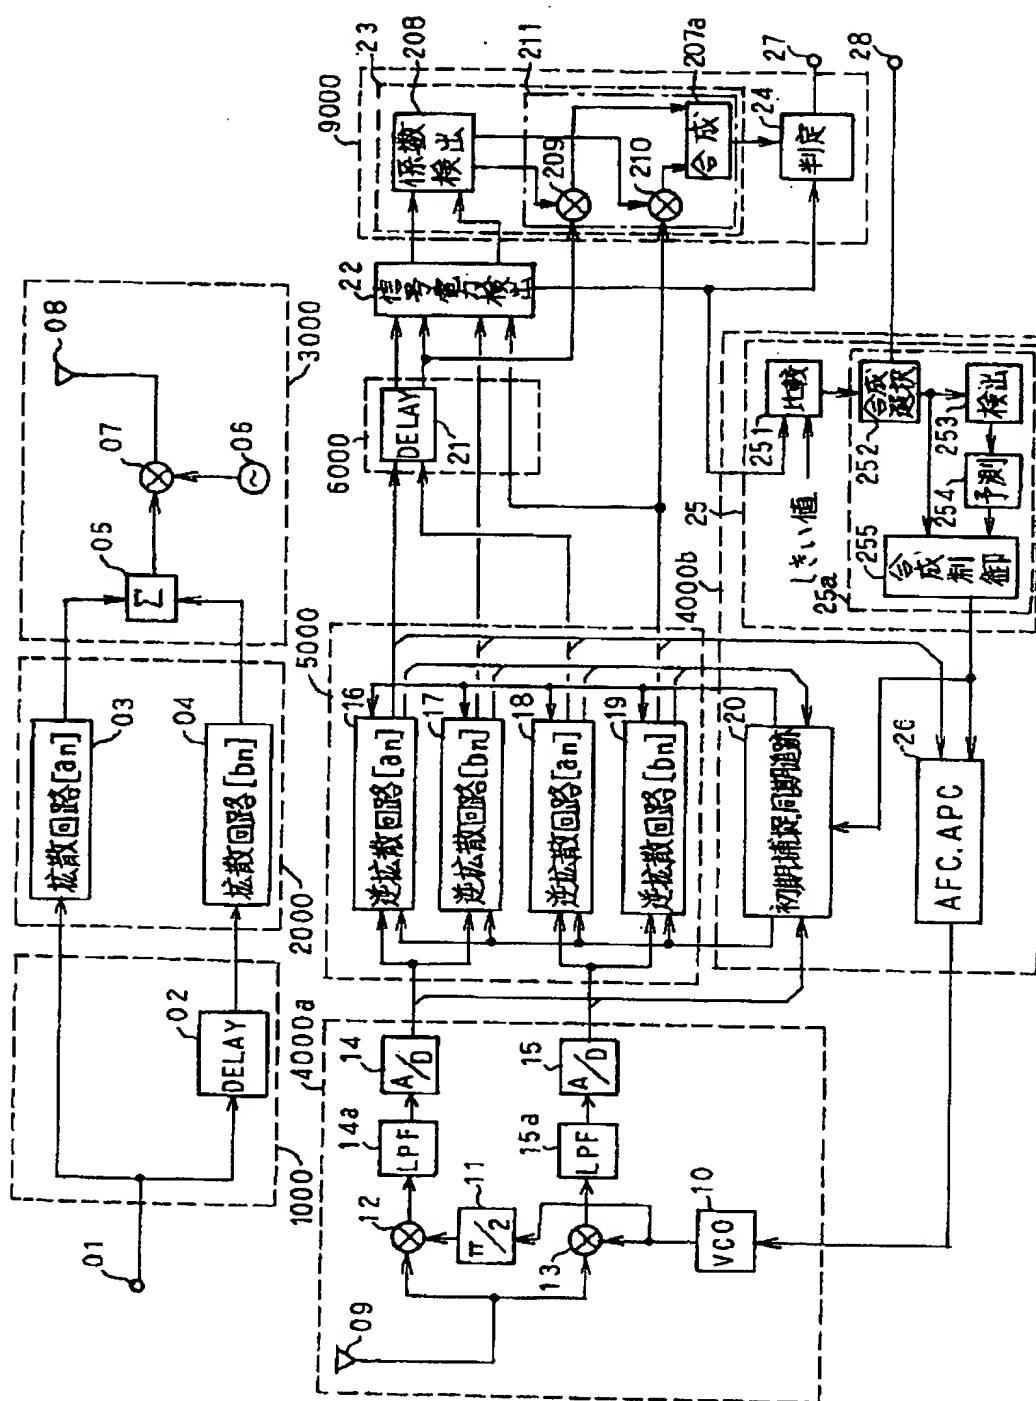 01
1000
DELAY
02
2000
拡散回路[an]
03
拡散回路[bn]
04
Σ
05
07
~
06
08
3000
09
4000a
12
π/2
11
13
VCO
10
14a
LPF
14
A/D
15a
LPF
15
A/D
5000
逆拡散回路[an]
16
逆拡散回路[bn]
17
逆拡散回路[an]
18
逆拡散回路[bn]
19
初期捕捉,同期追跡
20
AFC.APC
26
4000b
6000
DELAY
21
信号電力検出
22
25
しきい値
25a
251
比較
252
合成選択
253
検出
254
予測
255
合成制御
9000
23
係数検出
208
211
209
210
合成
207a
24
判定
27
28